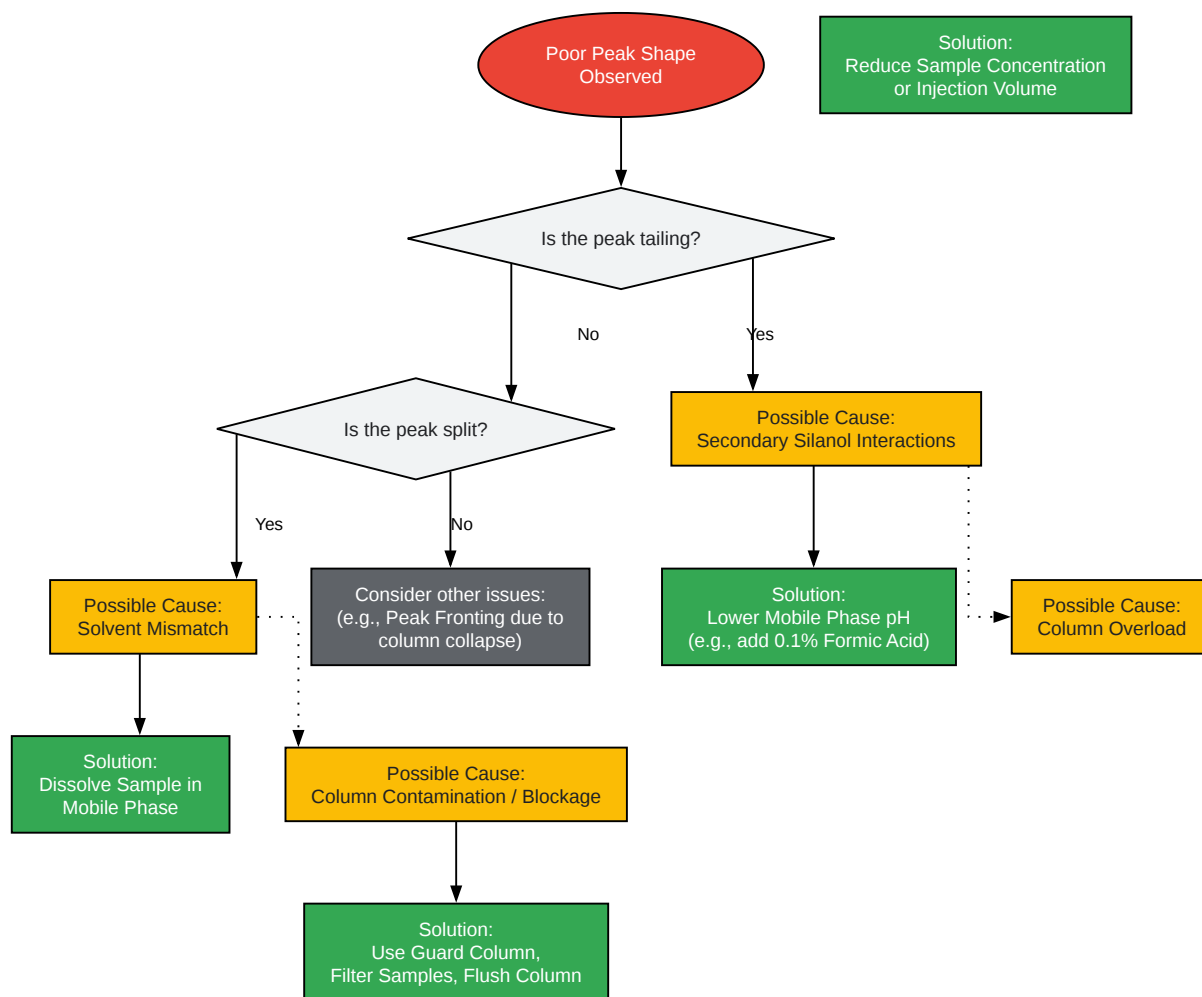 Poor Peak Shape
Observed
Solution:
Reduce Sample Concentration
or Injection Volume
Is the peak tailing?
No
Yes
Is the peak split?
Possible Cause:
Secondary Silanol Interactions
Yes
No
Possible Cause:
Solvent Mismatch
Consider other issues:
(e.g., Peak Fronting due to
column collapse)
Solution:
Lower Mobile Phase pH
(e.g., add 0.1% Formic Acid)
Possible Cause:
Column Overload
Solution:
Dissolve Sample in
Mobile Phase
Possible Cause:
Column Contamination / Blockage
Solution:
Use Guard Column,
Filter Samples, Flush Column